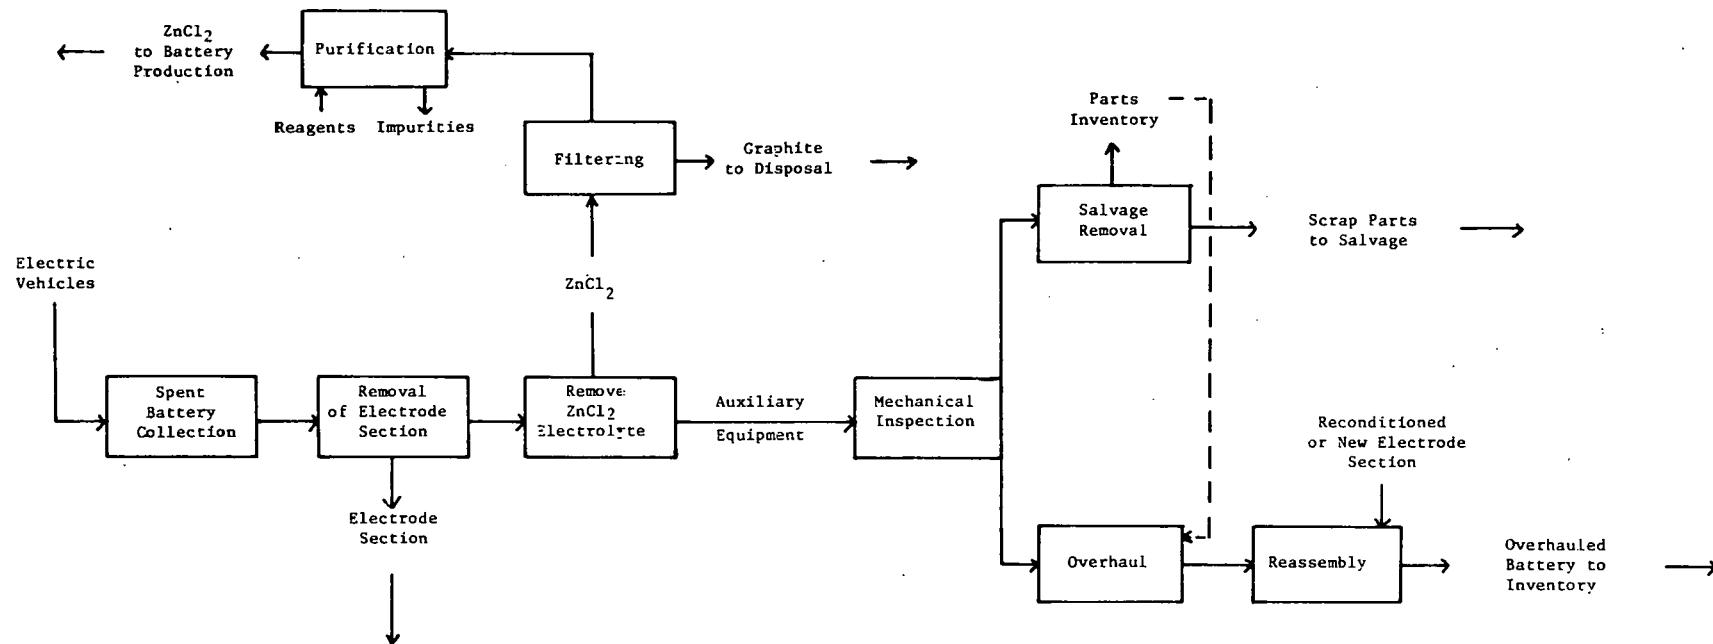 ZnCl2
to Battery
Production
Purification
Reagents
Impurities
Filtering
Graphite
to Disposal
Parts
Inventory
Salvage
Removal
Scrap Parts
to Salvage
Electric
Vehicles
ZnCl2
Spent
Battery
Collection
Removal
of Electrode
Section
Remove
ZnCl2
Electrolyte
Auxiliary
Equipment
Mechanical
Inspection
Reconditioned
or New Electrode
Section
Electrode
Section
Overhaul
Reassembly
Overhauled
Battery to
Inventory